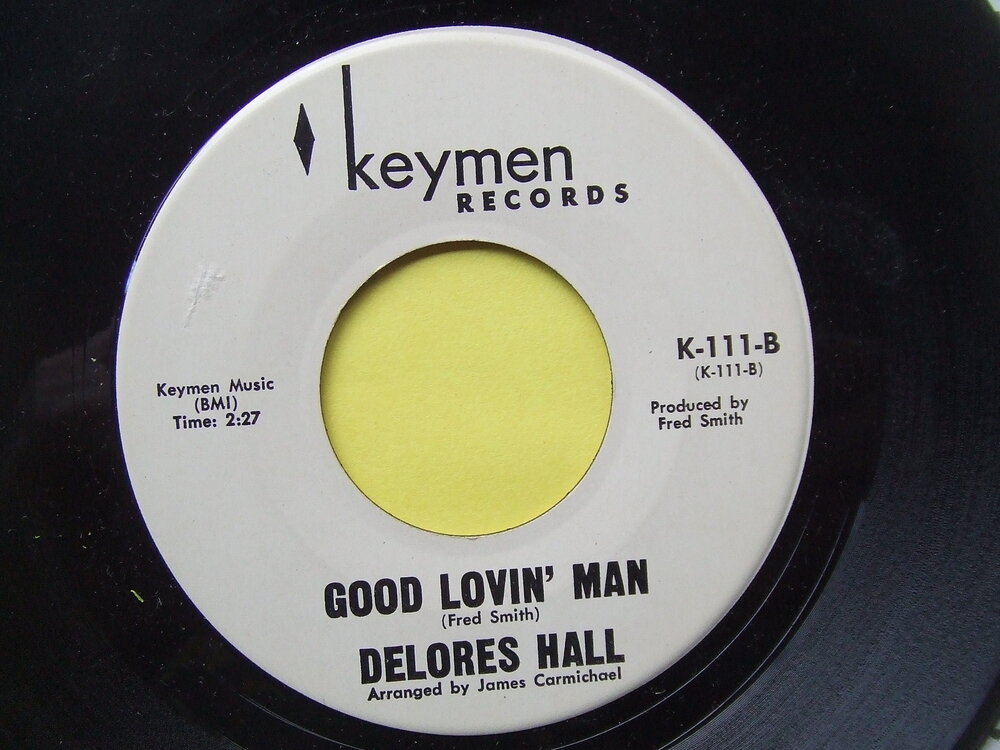 keymen
RECORDS
K-111-B
(K-111-B)
Keymen Music
(BMI)
Time: 2:27
Produced by
Fred Smith
GOOD LOVIN' MAN
(Fred Smith)
DELORES HALL
Arranged by James Carmichael